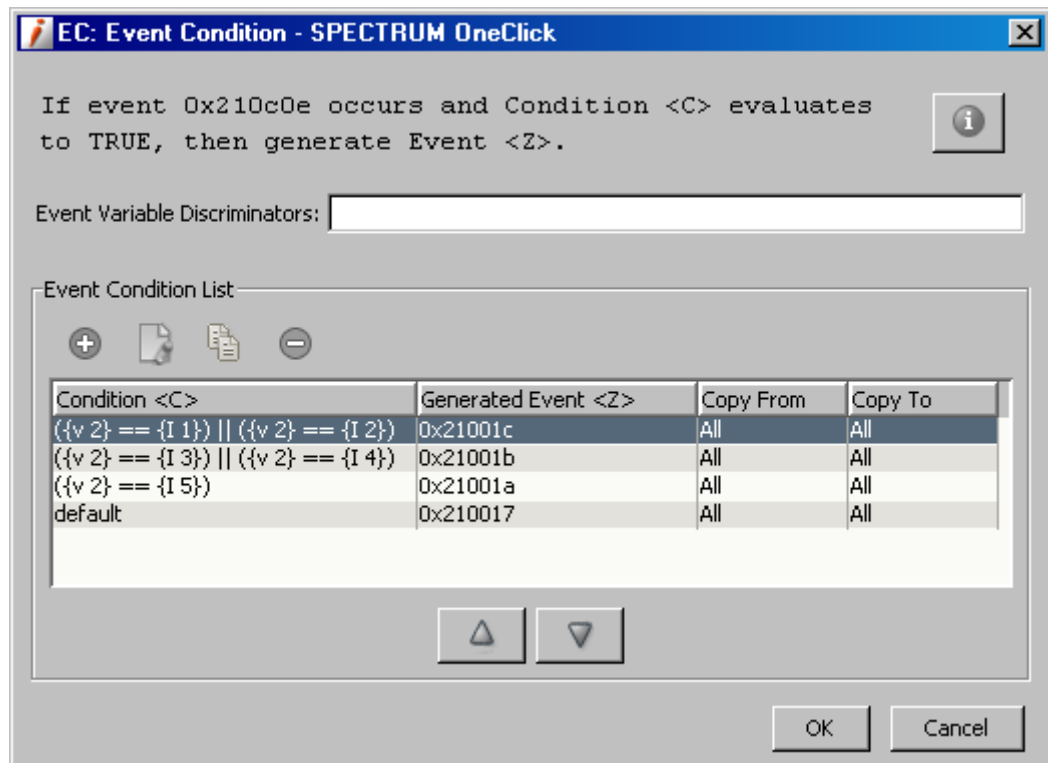 EC: Event Condition - SPECTRUM OneClick
If event 0x210c0e occurs and Condition <C> evaluates
to TRUE, then generate Event <Z>.
Event Variable Discriminators:
Event Condition List
Condition <C> Generated Event <Z> Copy From Copy To
({v 2} == {I 1}) || ({v 2} == {I 2}) 0x21001c All All
({v 2} == {I 3}) || ({v 2} == {I 4}) 0x21001b All All
({v 2} == {I 5}) 0x21001a All All
default 0x210017 All All
OK Cancel